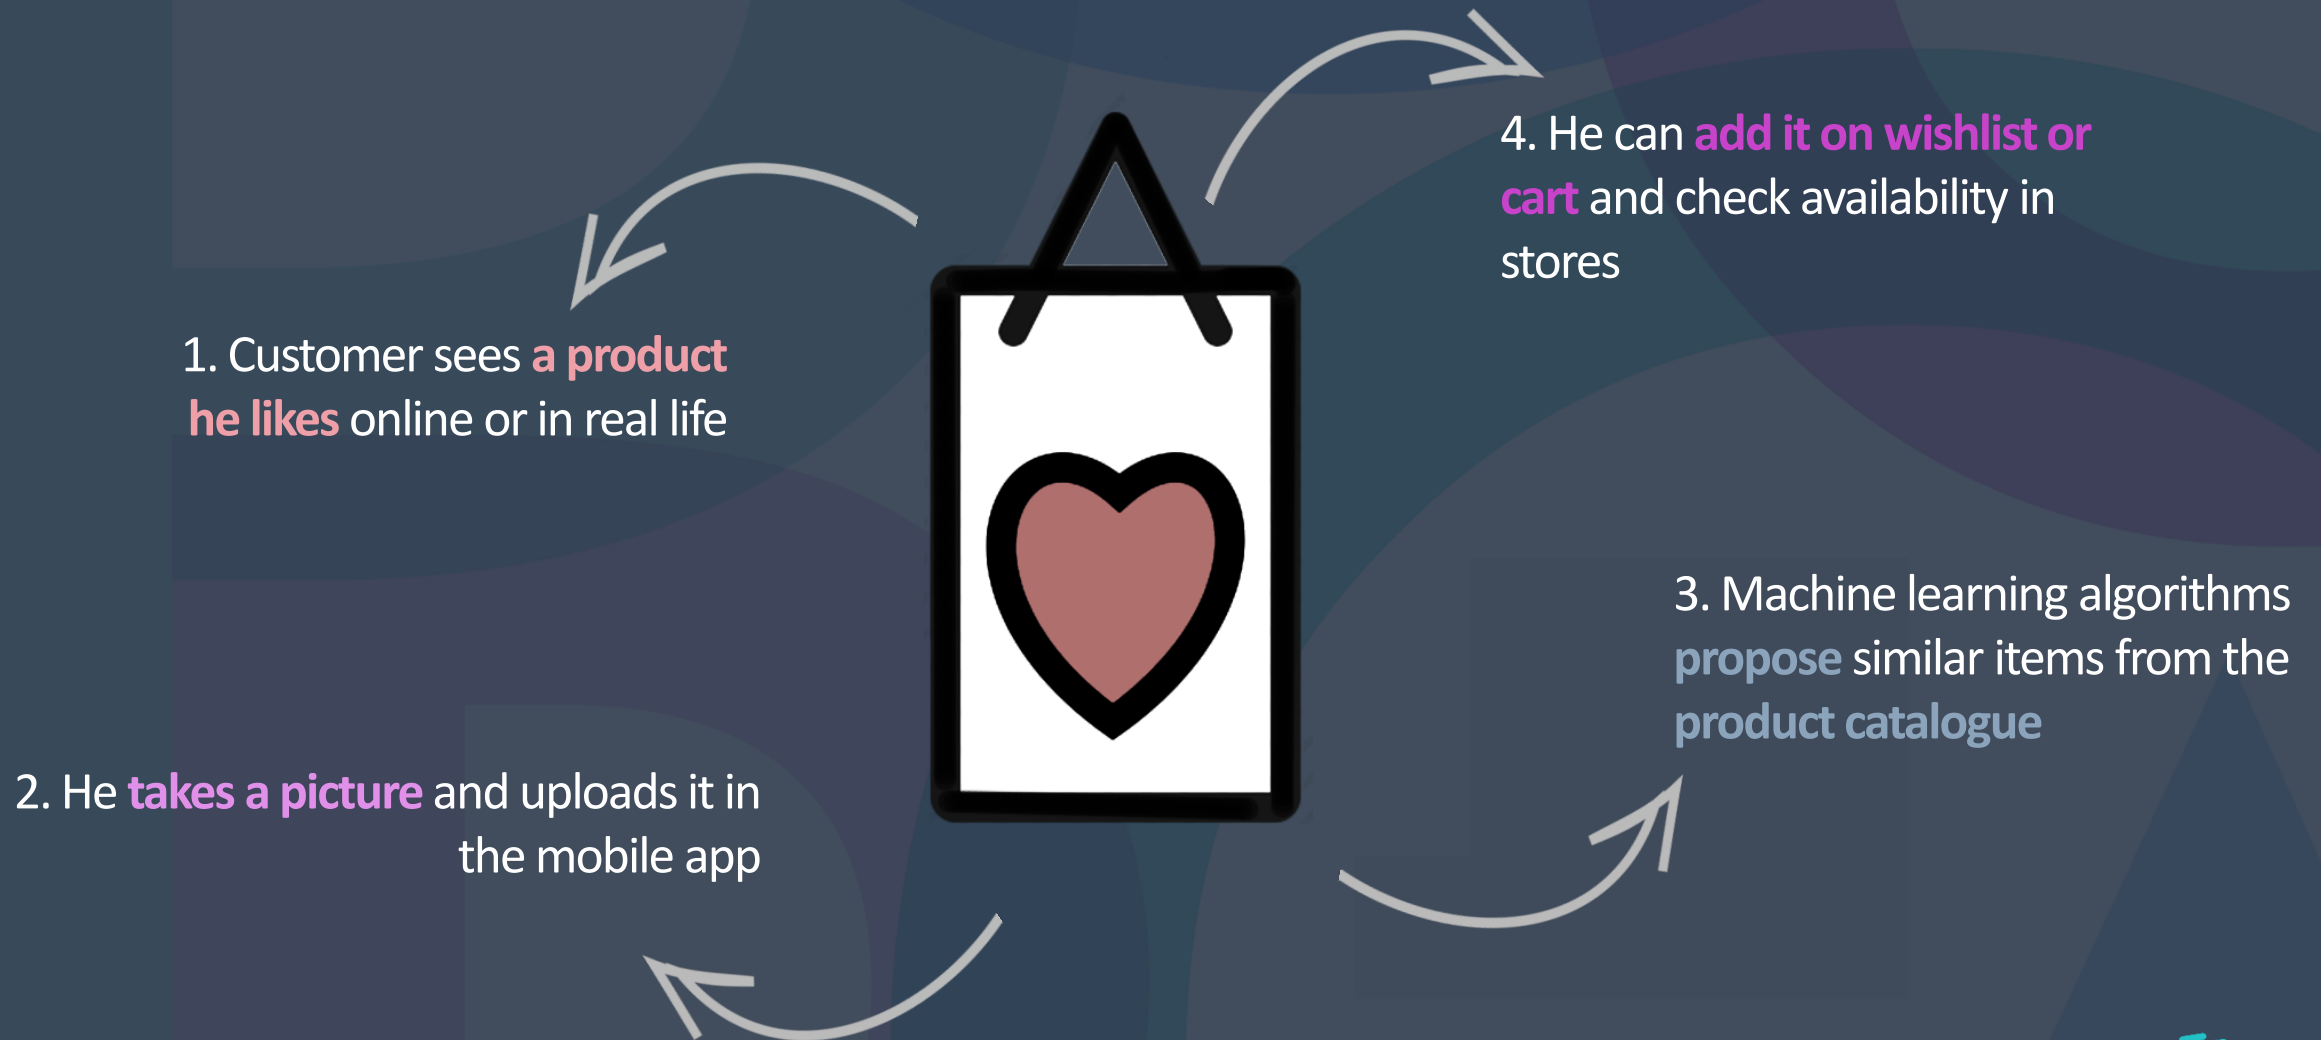 1. Customer sees a product
he likes online or in real life
2. He takes a picture and uploads it in
the mobile app
3. Machine learning algorithms
propose similar items from the
product catalogue
4. He can add it on wishlist or
cart and check availability in
stores